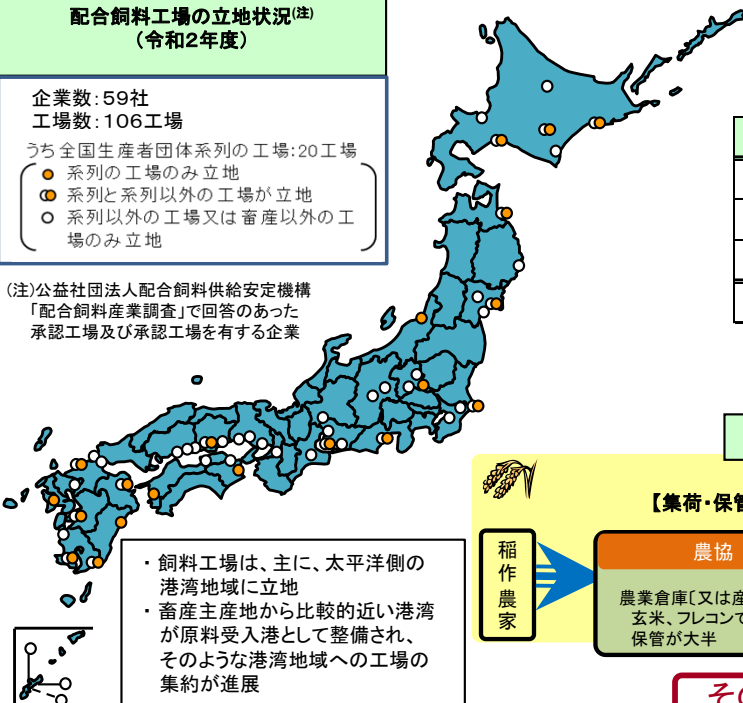 配合飼料工場の立地状況(注)
(令和2年度)
企業数:59社
工場数:106工場
うち全国生産者団体系列の工場:20工場
系列の工場のみ立地
系列と系列以外の工場が立地
系列以外の工場又は畜産以外の工
場のみ立地
(注)公益社団法人配合飼料供給安定機構
「配合飼料産業調査」で回答のあった
承認工場及び承認工場を有する企業
・飼料工場は、主に、太平洋側の
港湾地域に立地
・畜産主産地から比較的近い港湾
が原料受入港として整備され、
そのような港湾地域への工場の
集約が進展
【集荷・保管
稲作農家
農協
農業倉庫〔又は産
玄米、フレコンで
保管が大半
その